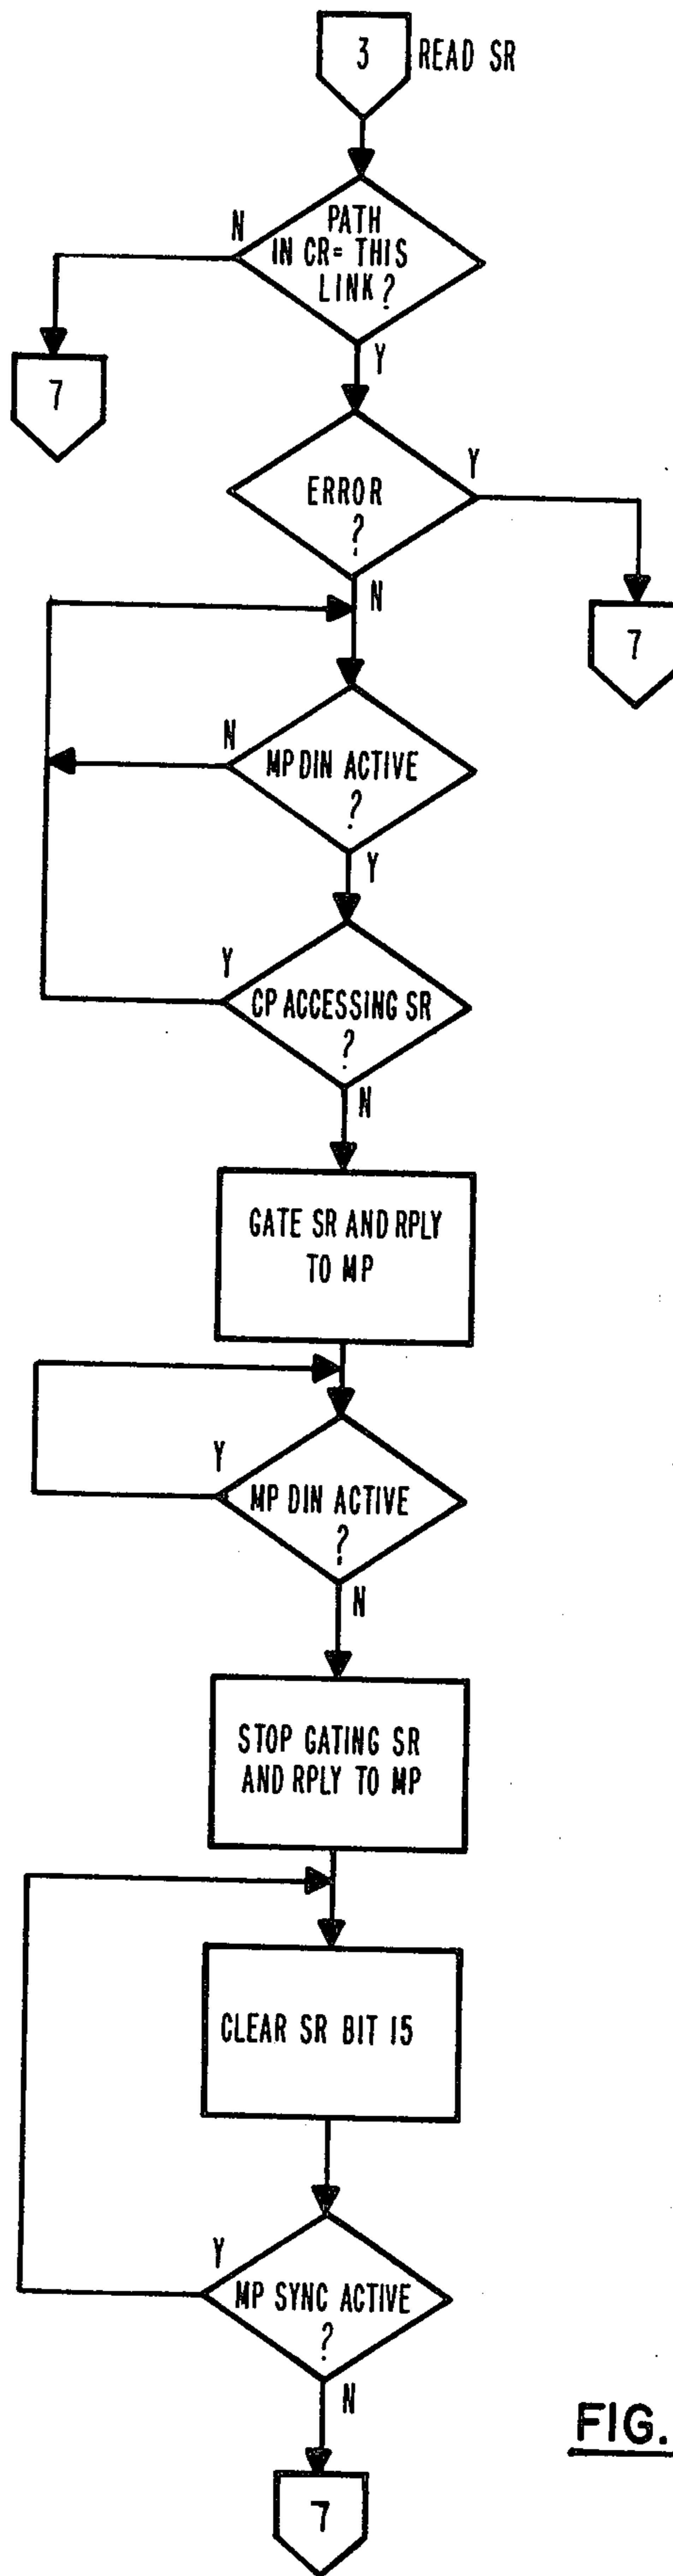 3 READ SR
PATH
IN CR= THIS
LINK?
N
Y
7
ERROR
?
Y
N
7
MP DIN ACTIVE
?
N
Y
CP ACCESSING SR
?
Y
N
GATE SR AND RPLY
TO MP
MP DIN ACTIVE
?
Y
N
STOP GATING SR
AND RPLY TO MP
CLEAR SR BIT 15
MP SYNC ACTIVE
?
Y
N
7
FIG.